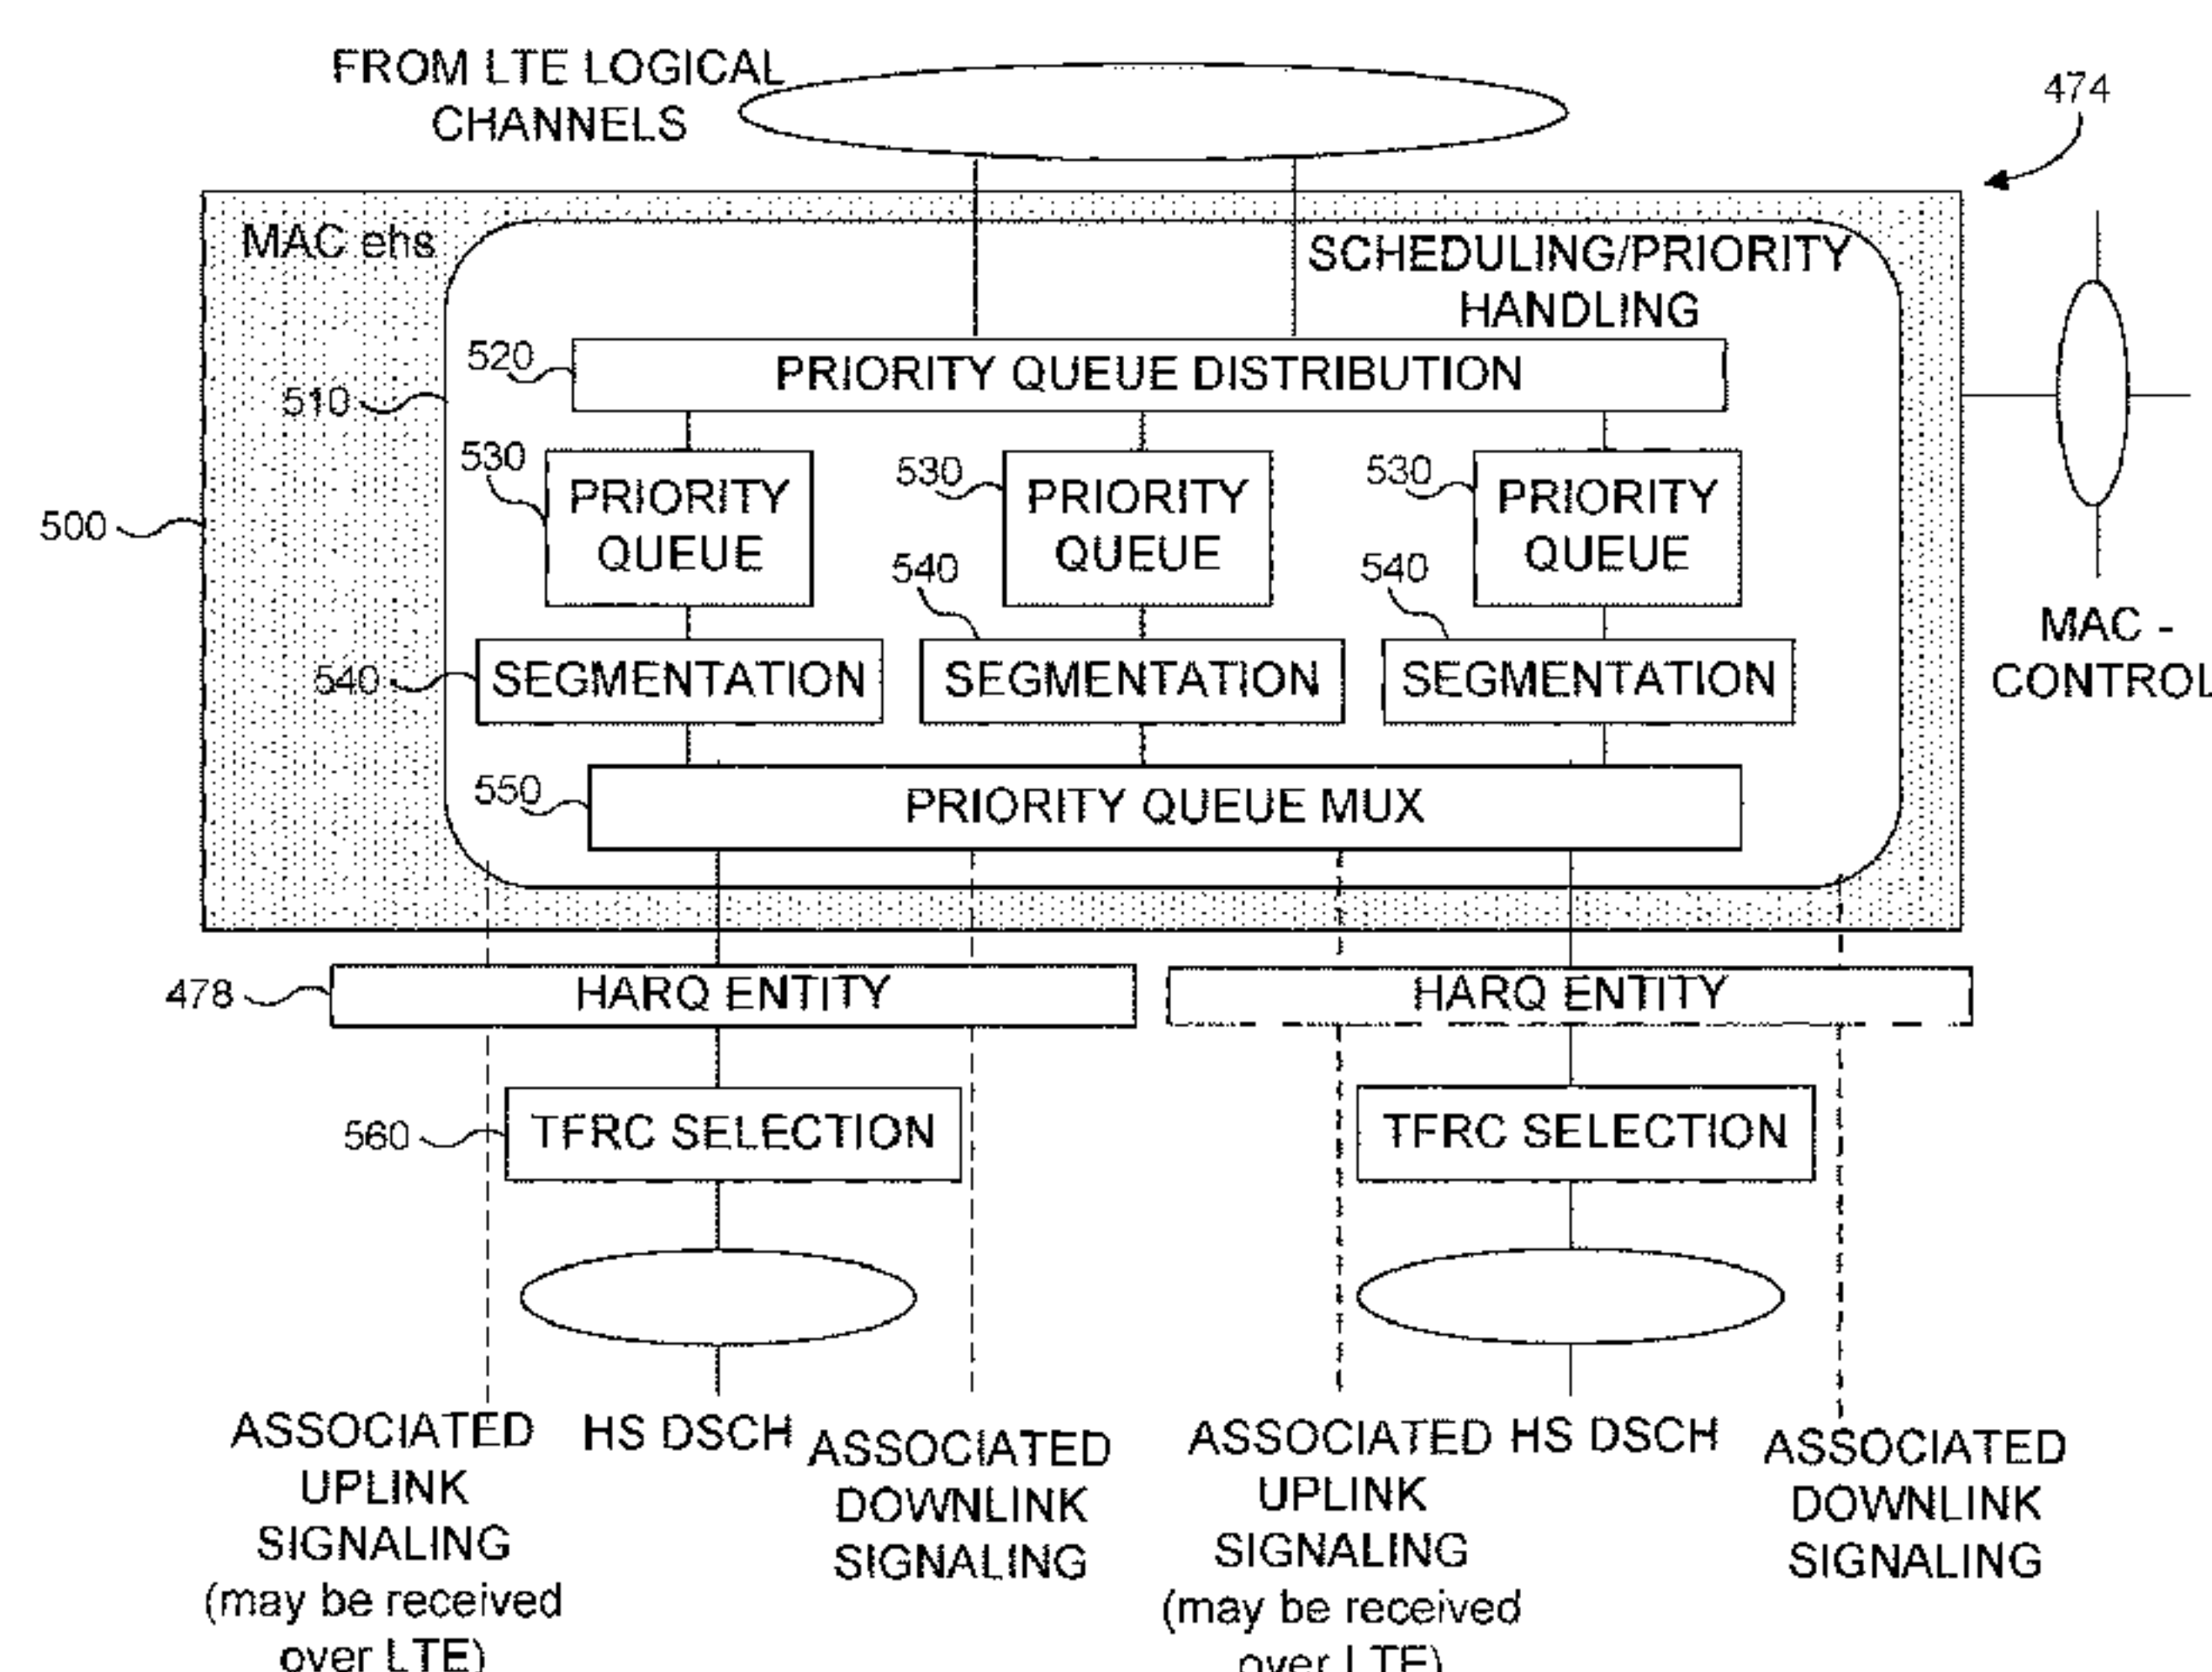 FROM LTE LOGICAL
CHANNELS
474
MAC ehs
SCHEDULING/PRIORITY
HANDLING
520
PRIORITY QUEUE DISTRIBUTION
510
530
PRIORITY
QUEUE
530
PRIORITY
QUEUE
530
PRIORITY
QUEUE
500
540
540
MAC -
CONTROL
540
SEGMENTATION
SEGMENTATION
SEGMENTATION
550
PRIORITY QUEUE MUX
478
HARQ ENTITY
HARQ ENTITY
560
TFRC SELECTION
TFRC SELECTION
ASSOCIATED
UPLINK
SIGNALING
(may be received
over LTE)
HS DSCH
ASSOCIATED
DOWNLINK
SIGNALING
ASSOCIATED
UPLINK
SIGNALING
(may be received
over LTE)
HS DSCH
ASSOCIATED
DOWNLINK
SIGNALING